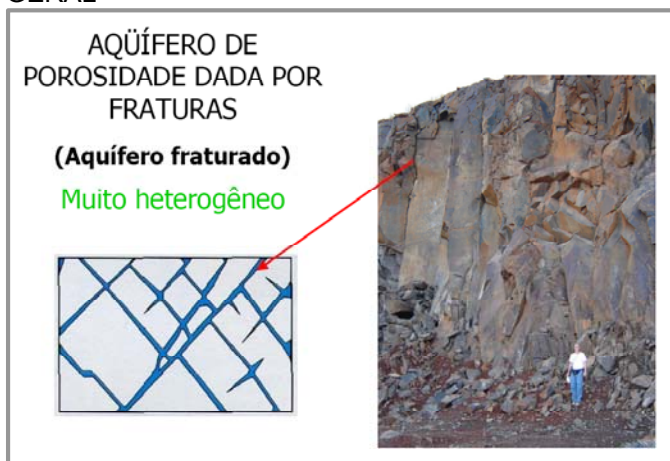 AQÜÍFERO DE
POROSIDADE DADA POR
FRATURAS
(Aquífero fraturado)
Muito heterogêneo